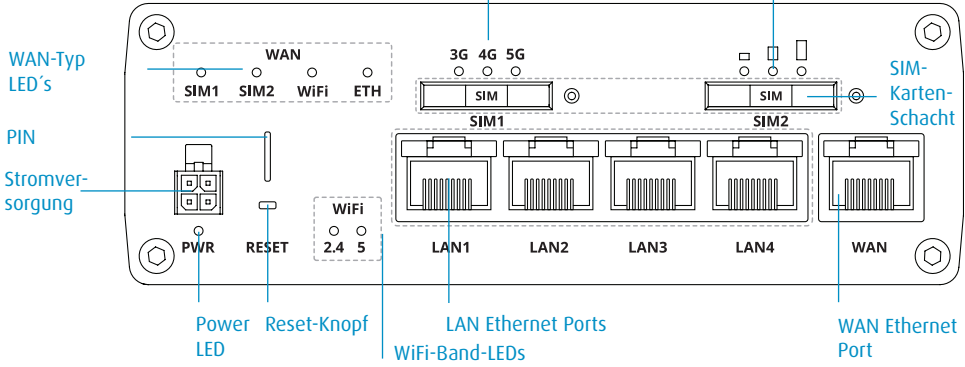 WAN-Typ
LED´s
WAN
SIM1 SIM2 WiFi ETH
3G 4G 5G
SIM
SIM1
SIM
SIM2
SIM-
Karten-
Schacht
PIN
Stromver-
sorgung
PWR
RESET
WiFi
2.4 5
LAN1 LAN2 LAN3 LAN4 WAN
Power
LED
Reset-Knopf
WiFi-Band-LEDs
LAN Ethernet Ports
WAN Ethernet
Port